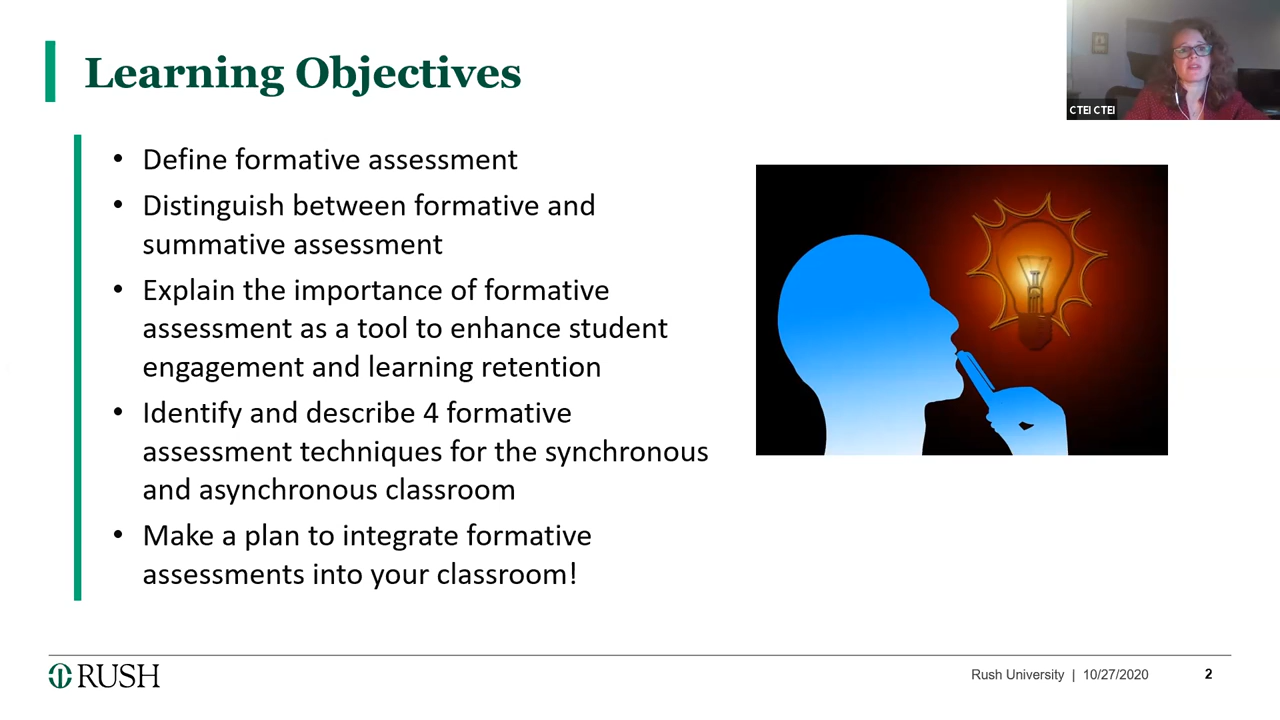 Learning Objectives
CTEI CTEI
• Define formative assessment
• Distinguish between formative and
summative assessment
• Explain the importance of formative
assessment as a tool to enhance student
engagement and learning retention
• Identify and describe 4 formative
assessment techniques for the synchronous
and asynchronous classroom
• Make a plan to integrate formative
assessments into your classroom!
RUSH
Rush University | 10/27/2020 2